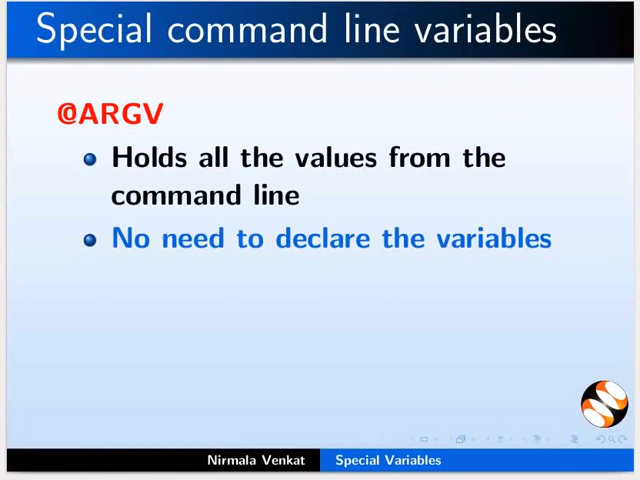 Special command line variables
@ARGV
Holds all the values from the
command line
No need to declare the variables
Nirmala Venkat
Special Variables